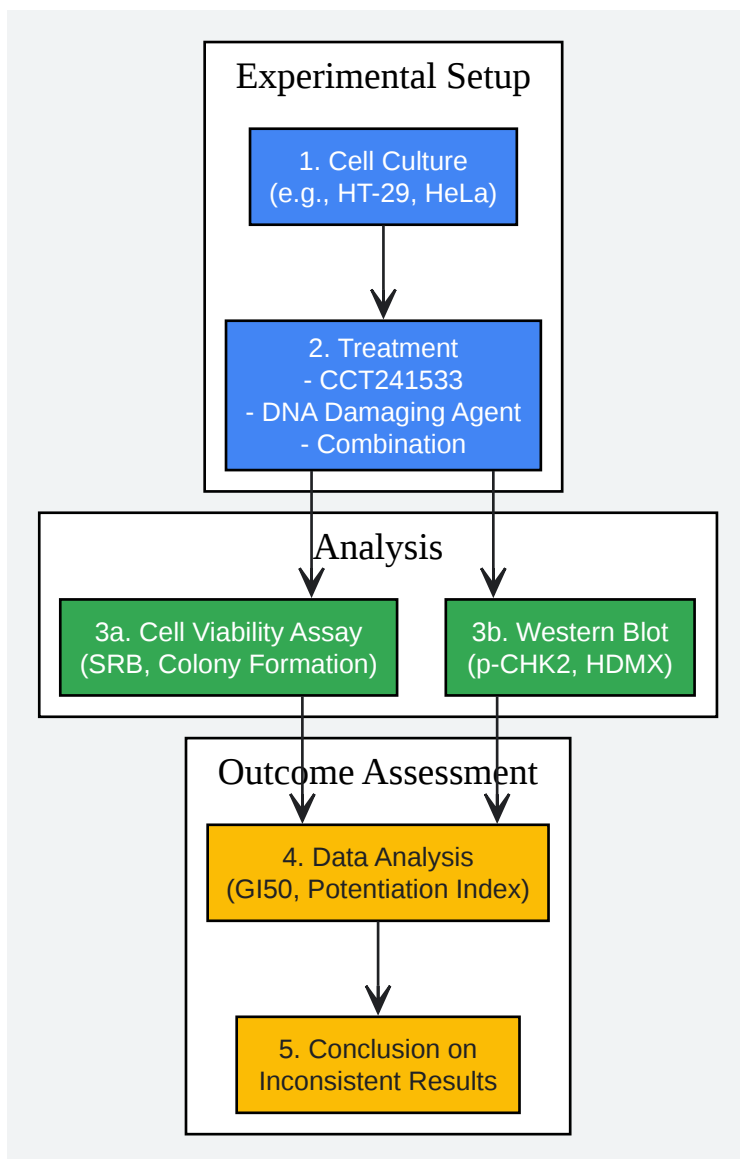 Experimental Setup
1. Cell Culture
(e.g., HT-29, HeLa)
2. Treatment
- CCT241533
- DNA Damaging Agent
- Combination
Analysis
3a. Cell Viability Assay
(SRB, Colony Formation)
3b. Western Blot
(p-CHK2, HDMX)
Outcome Assessment
4. Data Analysis
(GI50, Potentiation Index)
5. Conclusion on
Inconsistent Results